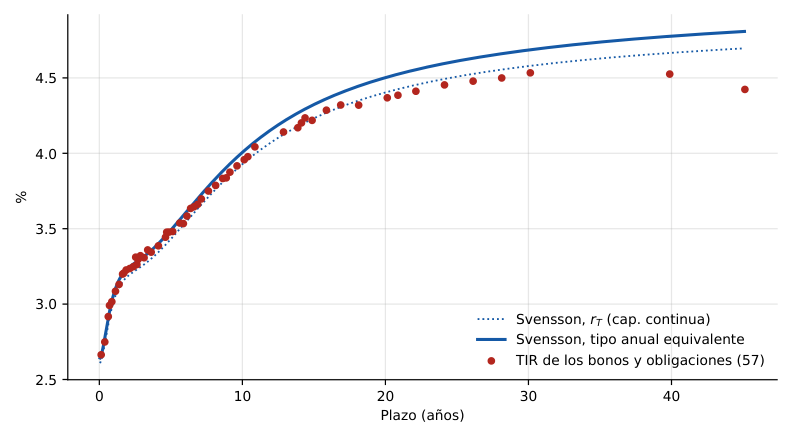 %
4.5
4.0
3.5
3.0
2.5
0
10
20
30
40
Plazo (años)
Svensson, r_T (cap. continua)
Svensson, tipo anual equivalente
TIR de los bonos y obligaciones (57)